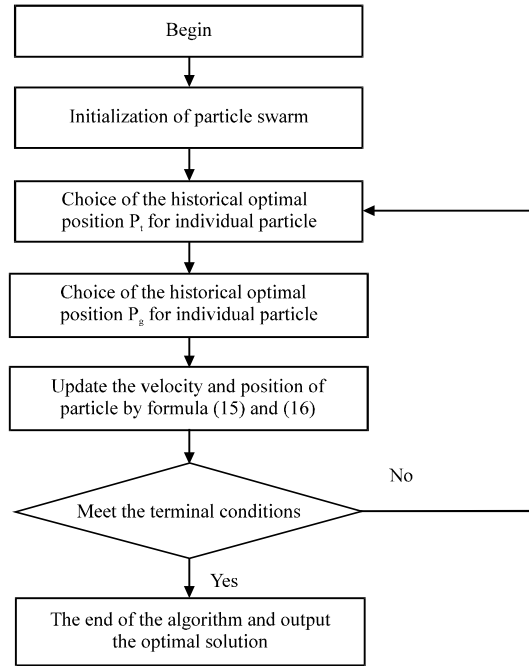 Begin
Initialization of particle swarm
Choice of the historical optimal
position Pₜ for individual particle
Choice of the historical optimal
position P_g for individual particle
Update the velocity and position of
particle by formula (15) and (16)
Meet the terminal conditions
No
Yes
The end of the algorithm and output
the optimal solution